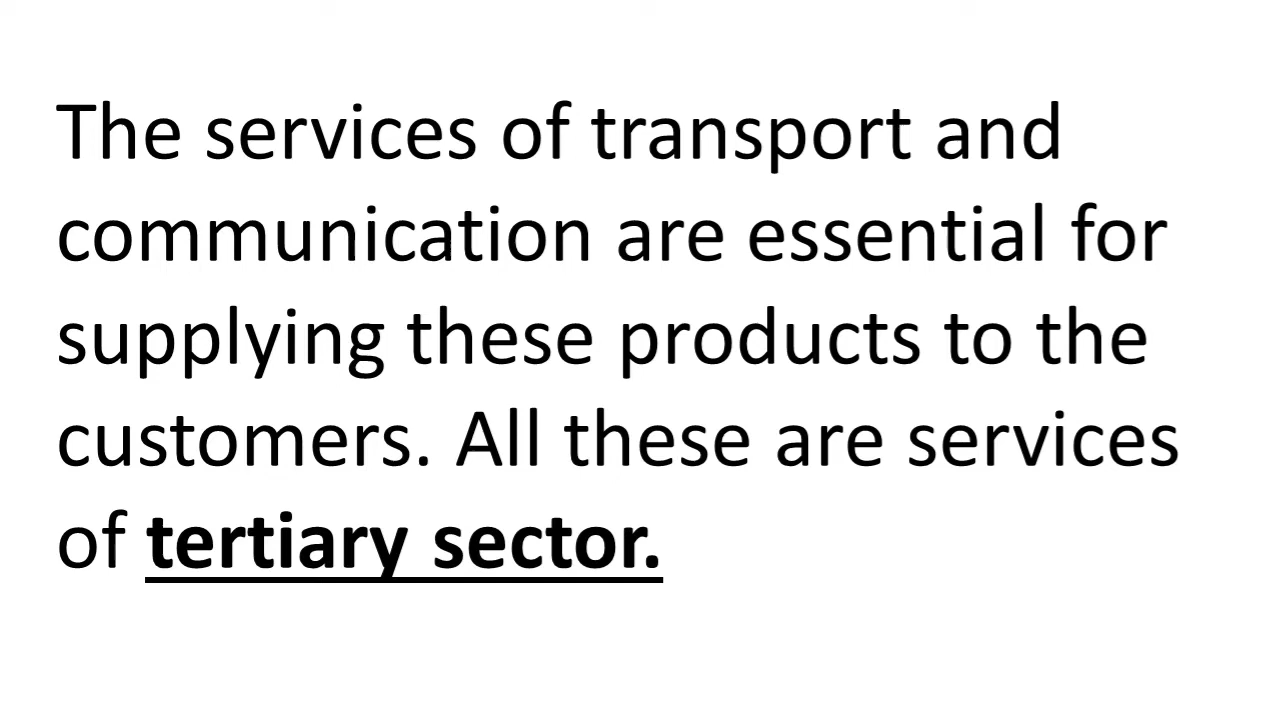 The services of transport and
communication are essential for
supplying these products to the
customers. All these are services
of tertiary sector.